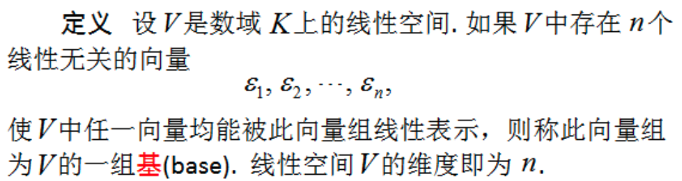 定义 设V是数域 K上的线性空间. 如果V中存在 n个
线性无关的向量
ε₁, ε₂, ⋯, εₙ,
使V中任一向量均能被此向量组线性表示，则称此向量组
为V的一组基(base). 线性空间V的维度即为 n.